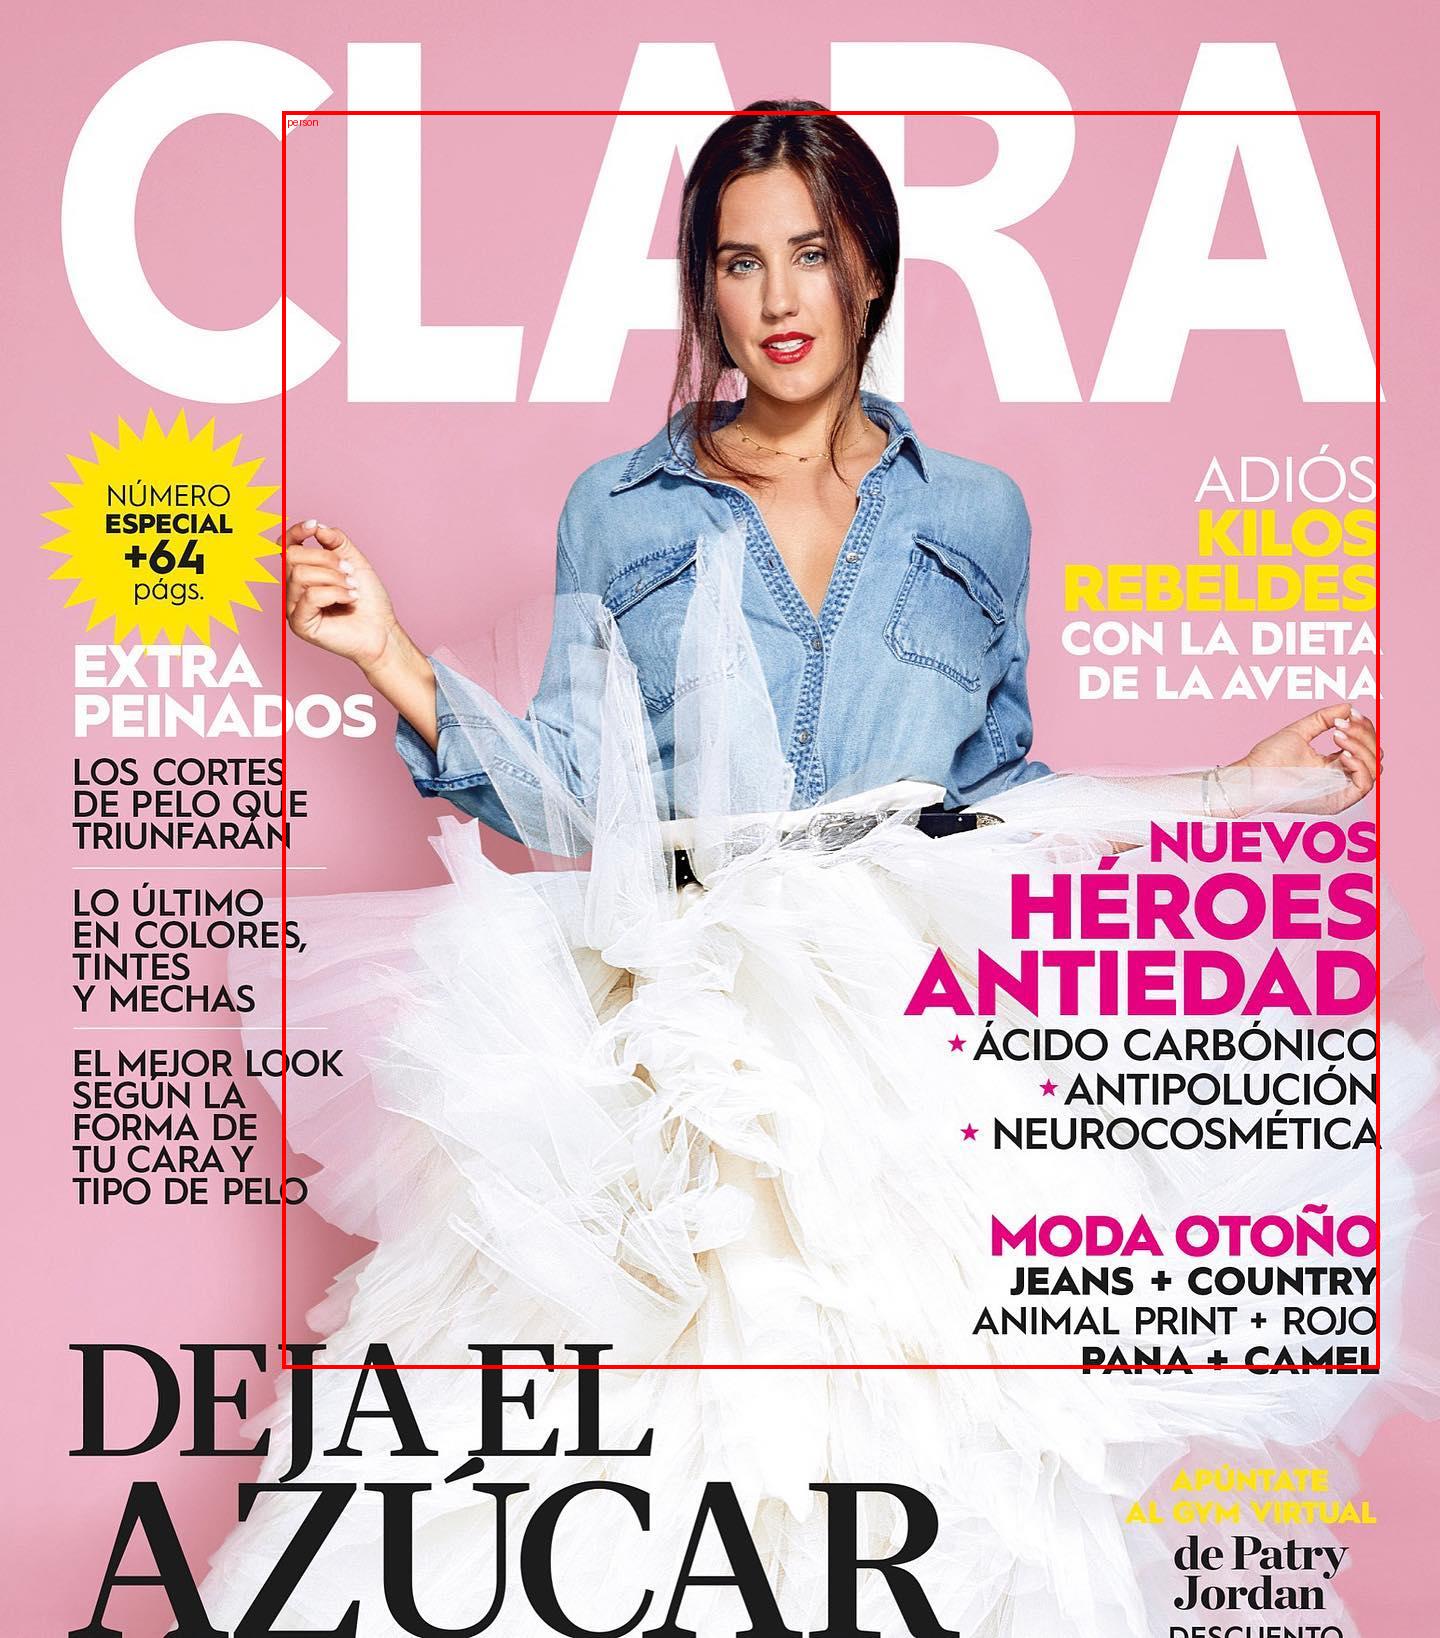 CLARA
NÚMERO
ESPECIAL
+64
págs.
EXTRA
PEINADOS
LOS CORTES
DE PELO QUE
TRIUNFARÁN
LO ÚLTIMO
EN COLORES,
TINTES
Y MECHAS
EL MEJOR LOOK
SEGÚN LA
FORMA DE
TU CARA Y
TIPO DE PELO
person
ADIÓS
KILOS
REBELDES
CON LA DIETA
DE LA AVENA
NUEVOS
HÉROES
ANTIEDAD
★ ÁCIDO CARBÓNICO
★ ANTIPOLUCIÓN
★ NEUROCOSMÉTICA
MODA OTOÑO
JEANS + COUNTRY
ANIMAL PRINT + ROJO
PANA + CAMEL
DEJA EL
AZÚCAR
APÚNTATE
AL GYM VIRTUAL
de Patry
Jordan
DESCUENTO